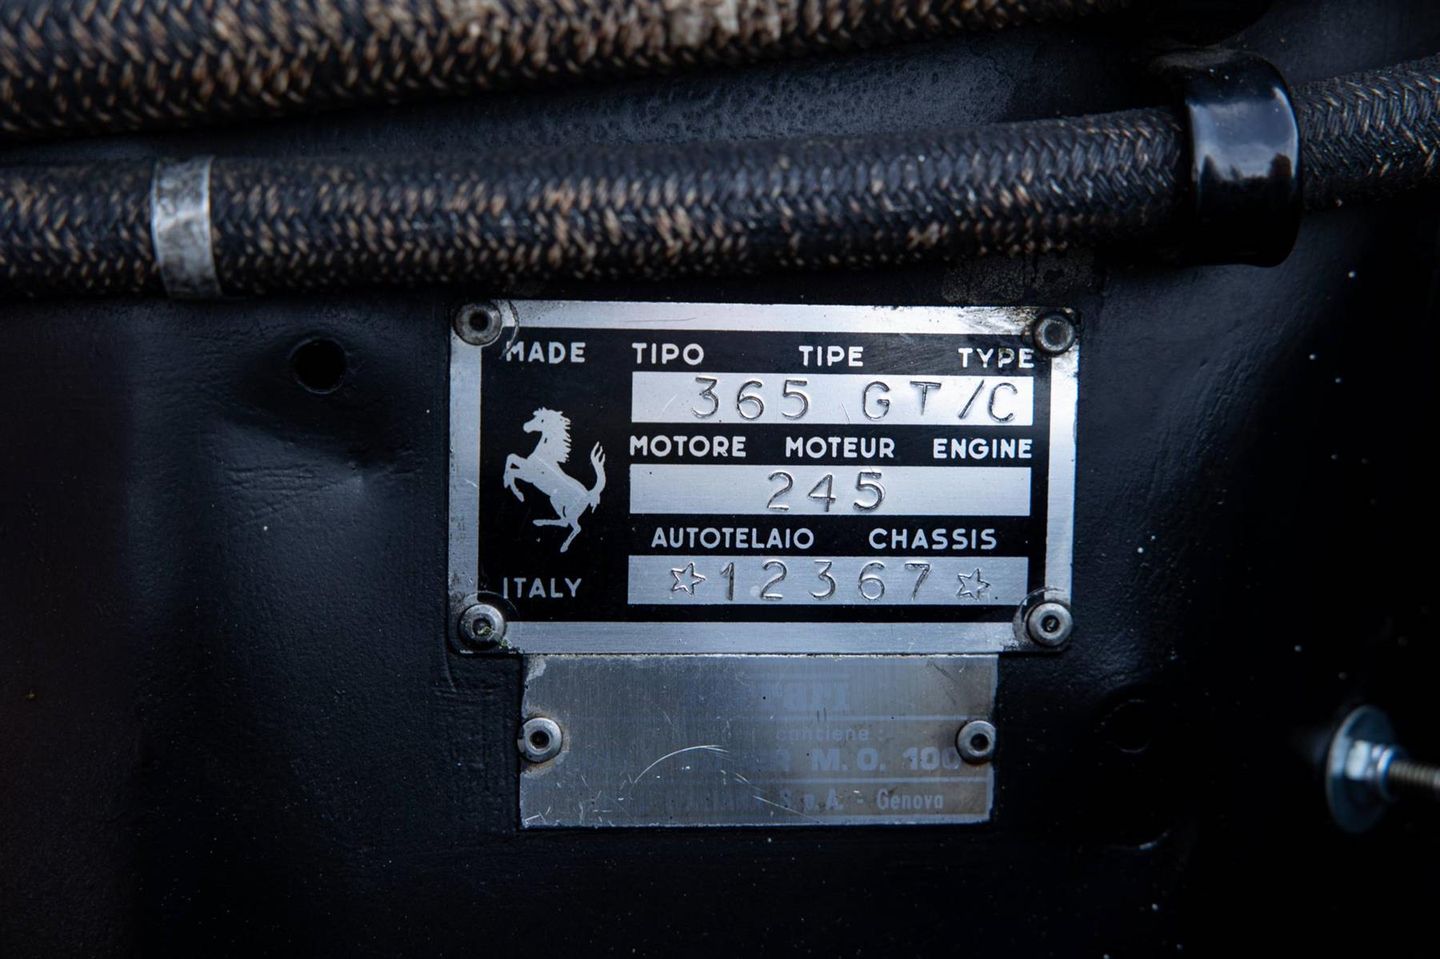 MADE TIPO TIPE TYPE
365 GT/C
MOTORE MOTEUR ENGINE
245
AUTOTELAIO CHASSIS
☆12367☆
ITALY
contiene :
M.O. 100
S.p.A. - Genova